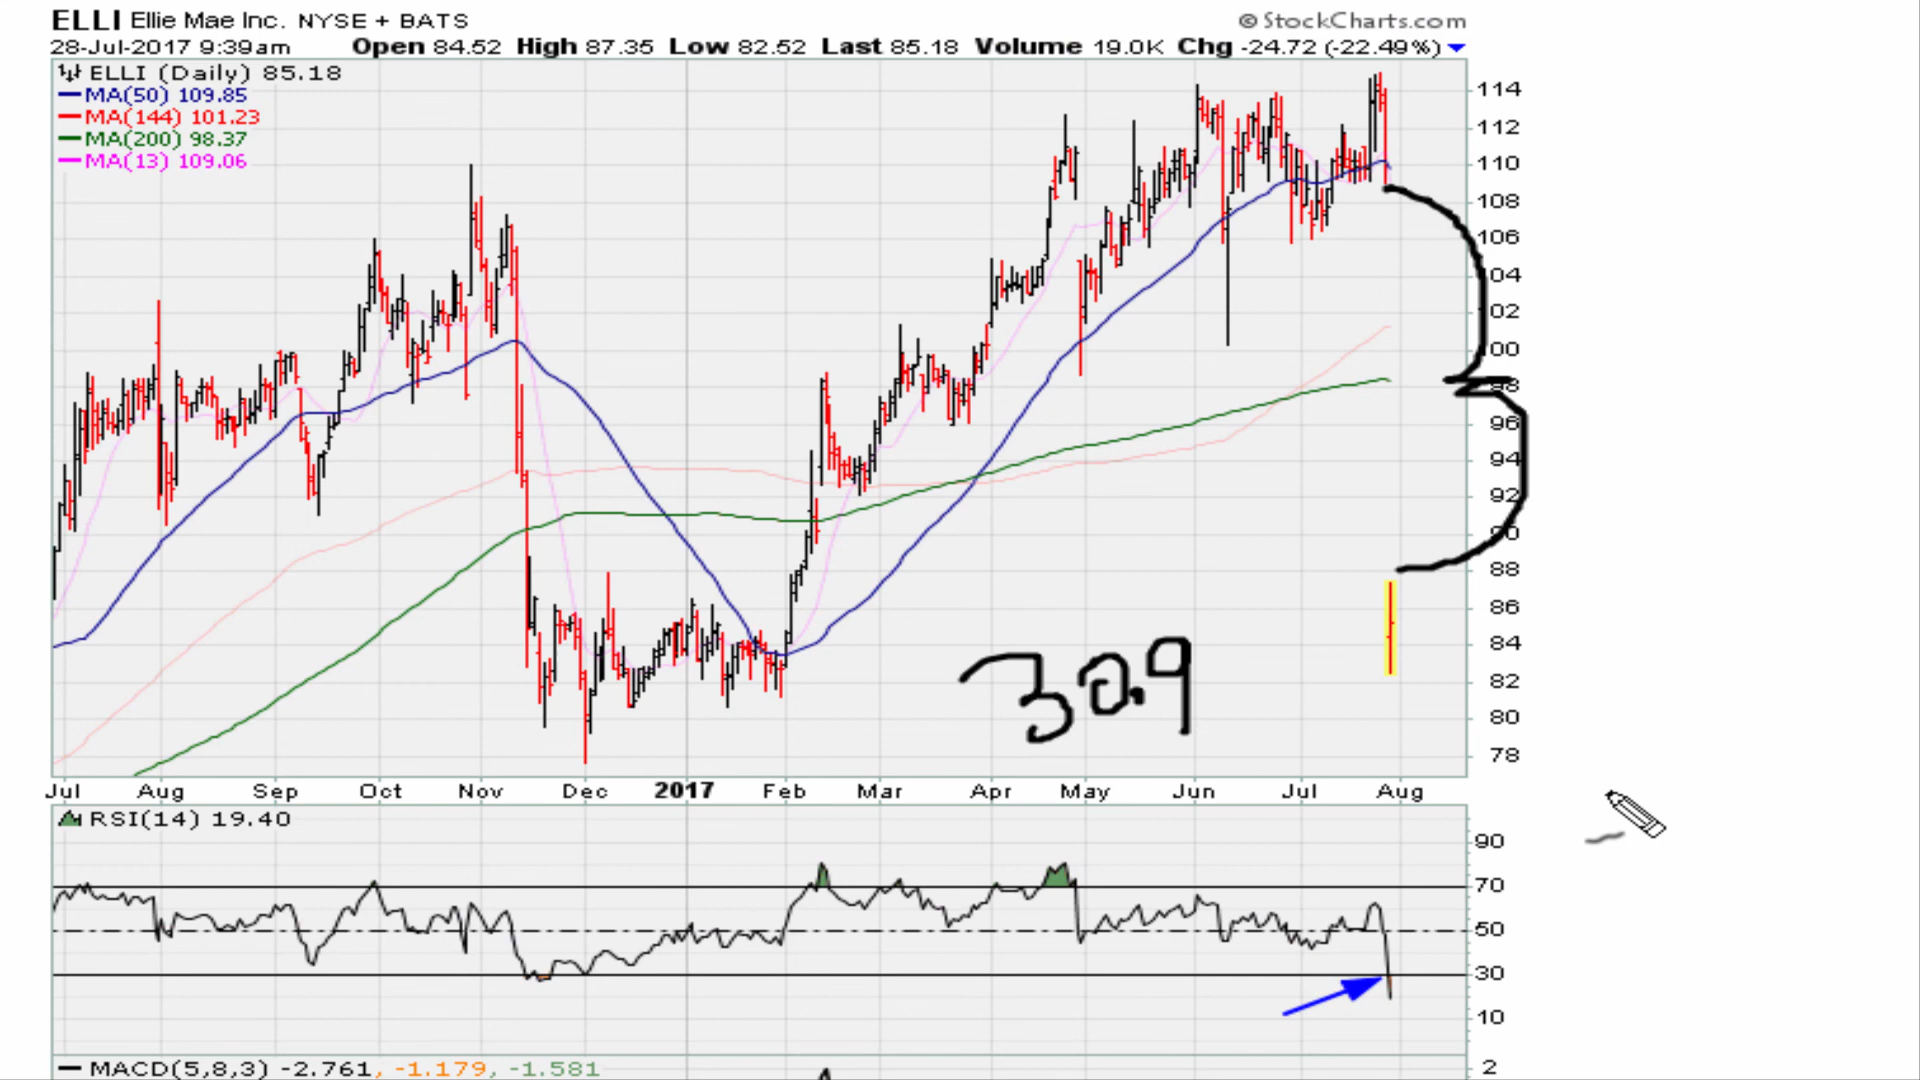 ELLI Ellie Mae Inc. NYSE + BATS © StockCharts.com
28-Jul-2017 9:39am Open 84.52 High 87.35 Low 82.52 Last 85.18 Volume 19.0K Chg -24.72 (-22.49%)
ELLI (Daily) 85.18
MA(50) 109.85
MA(144) 101.23
MA(200) 98.37
MA(13) 109.06
114
112
110
108
106
04
02
00
98
96
94
92
90
88
86
84
82
80
78
30.9
Jul Aug Sep Oct Nov Dec 2017 Feb Mar Apr May Jun Jul Aug
RSI(14) 19.40
90
70
50
30
10
MACD(5,8,3) -2.761, -1.179, -1.581
2